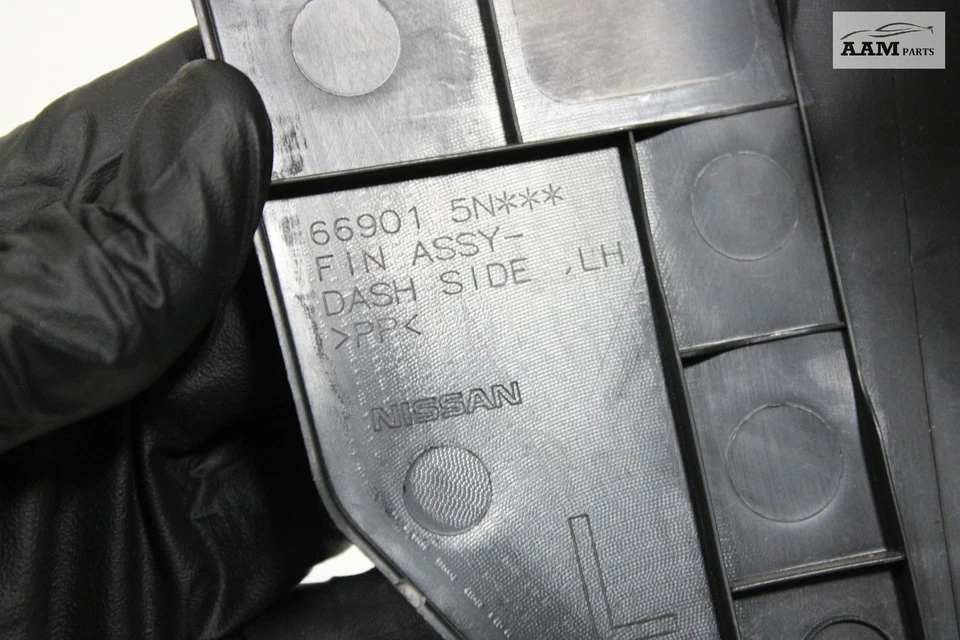 AAM PARTS
66901 5N***
FIN ASSY-
DASH SIDE ,LH
>PP<
NISSAN
L